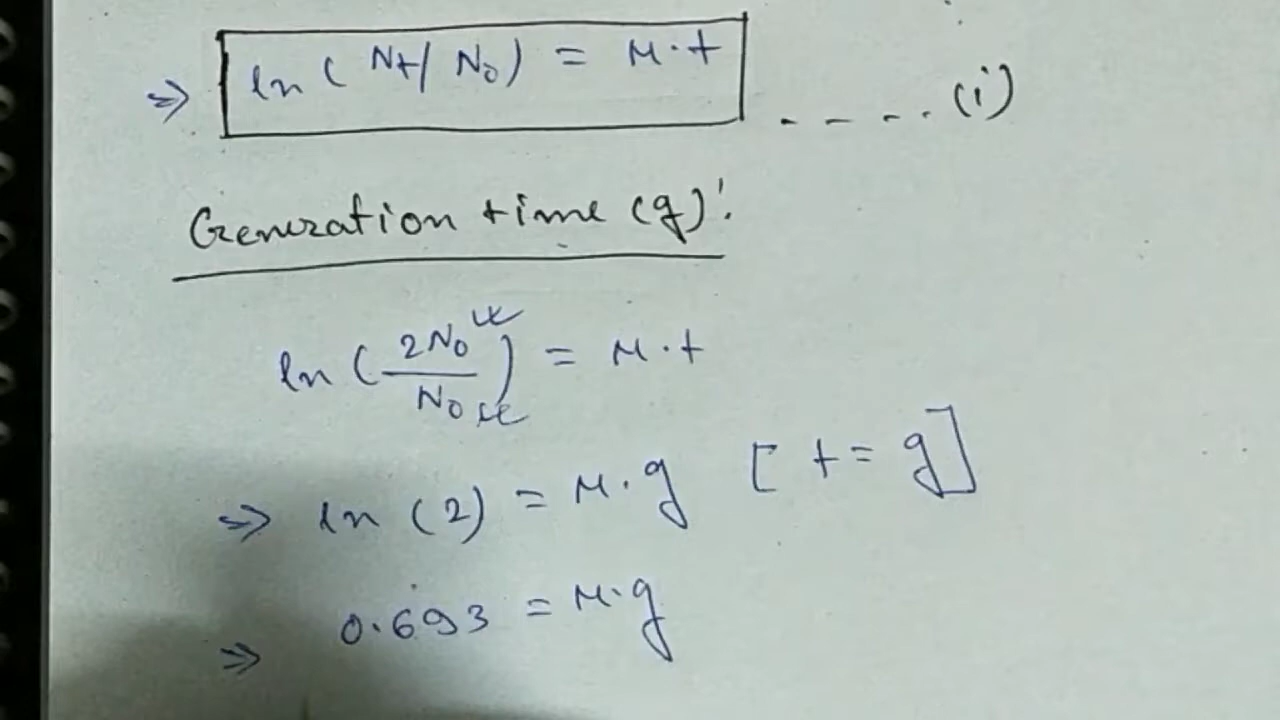 ⇒ ln ( Nt / N₀ ) = μ·t ----- (i)
Generation time (g):
ln ( 2N₀ / N₀ ) = μ·t
⇒ ln (2) = μ·g [ t = g ]
⇒ 0.693 = μ·g